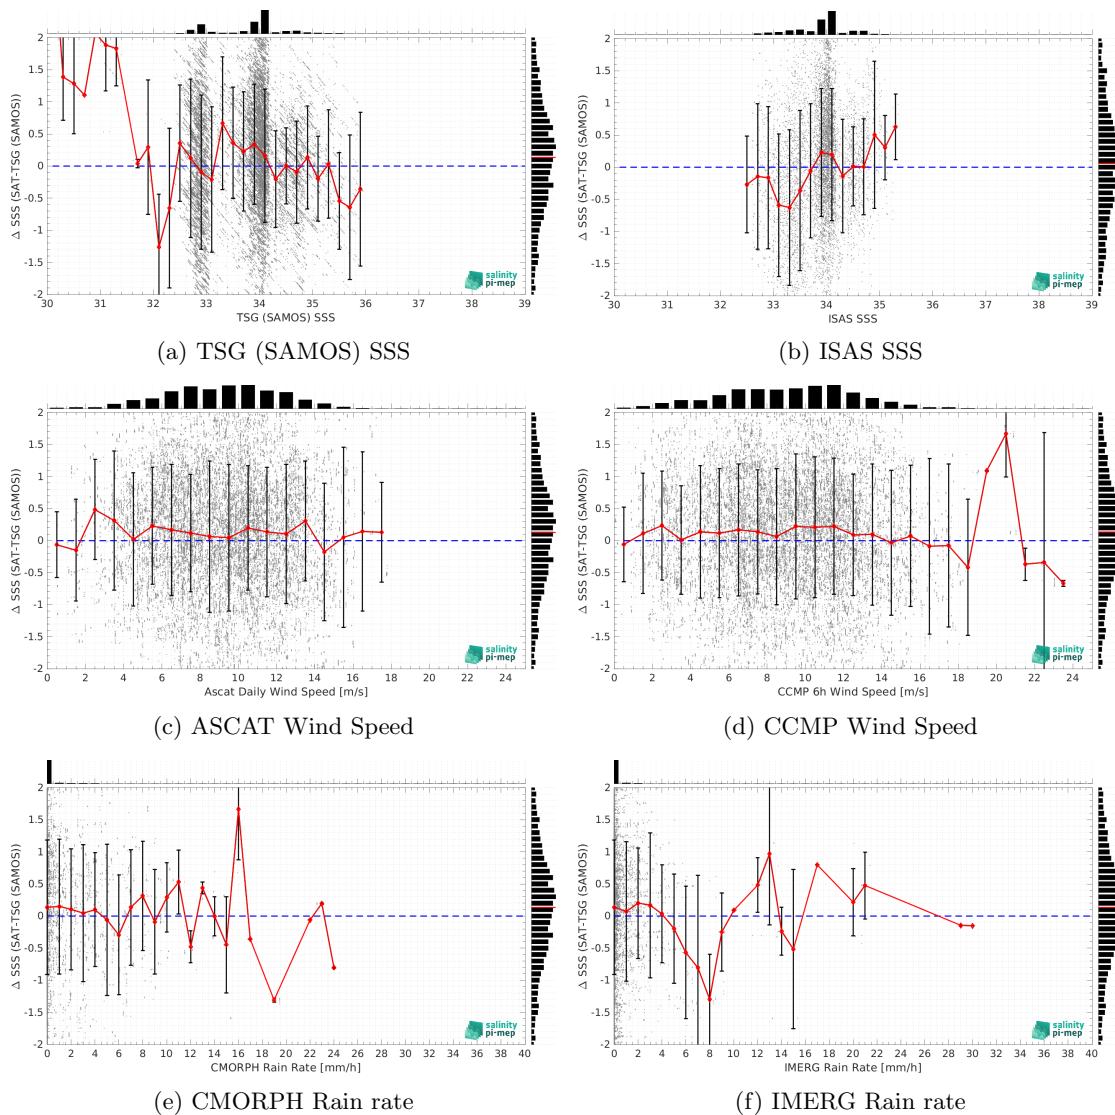 2
1.5
1
0.5
0
-0.5
-1
-1.5
-2
Δ SSS (SAT-TSG (SAMOS))
30 31 32 33 34 35 36 37 38 39
TSG (SAMOS) SSS
salinity
pi-mep
(a) TSG (SAMOS) SSS
2
1.5
1
0.5
0
-0.5
-1
-1.5
-2
Δ SSS (SAT-TSG (SAMOS))
30 31 32 33 34 35 36 37 38 39
ISAS SSS
salinity
pi-mep
(b) ISAS SSS
2
1.5
1
0.5
0
-0.5
-1
-1.5
-2
Δ SSS (SAT-TSG (SAMOS))
0 2 4 6 8 10 12 14 16 18 20 22 24
Ascat Daily Wind Speed [m/s]
salinity
pi-mep
(c) ASCAT Wind Speed
2
1.5
1
0.5
0
-0.5
-1
-1.5
-2
Δ SSS (SAT-TSG (SAMOS))
0 2 4 6 8 10 12 14 16 18 20 22 24
CCMP 6h Wind Speed [m/s]
salinity
pi-mep
(d) CCMP Wind Speed
2
1.5
1
0.5
0
-0.5
-1
-1.5
-2
Δ SSS (SAT-TSG (SAMOS))
0 2 4 6 8 10 12 14 16 18 20 22 24 26 28 30 32 34 36 38 40
CMORPH Rain Rate [mm/h]
salinity
pi-mep
(e) CMORPH Rain rate
2
1.5
1
0.5
0
-0.5
-1
-1.5
-2
Δ SSS (SAT-TSG (SAMOS))
0 2 4 6 8 10 12 14 16 18 20 22 24 26 28 30 32 34 36 38 40
IMERG Rain Rate [mm/h]
salinity
pi-mep
(f) IMERG Rain rate